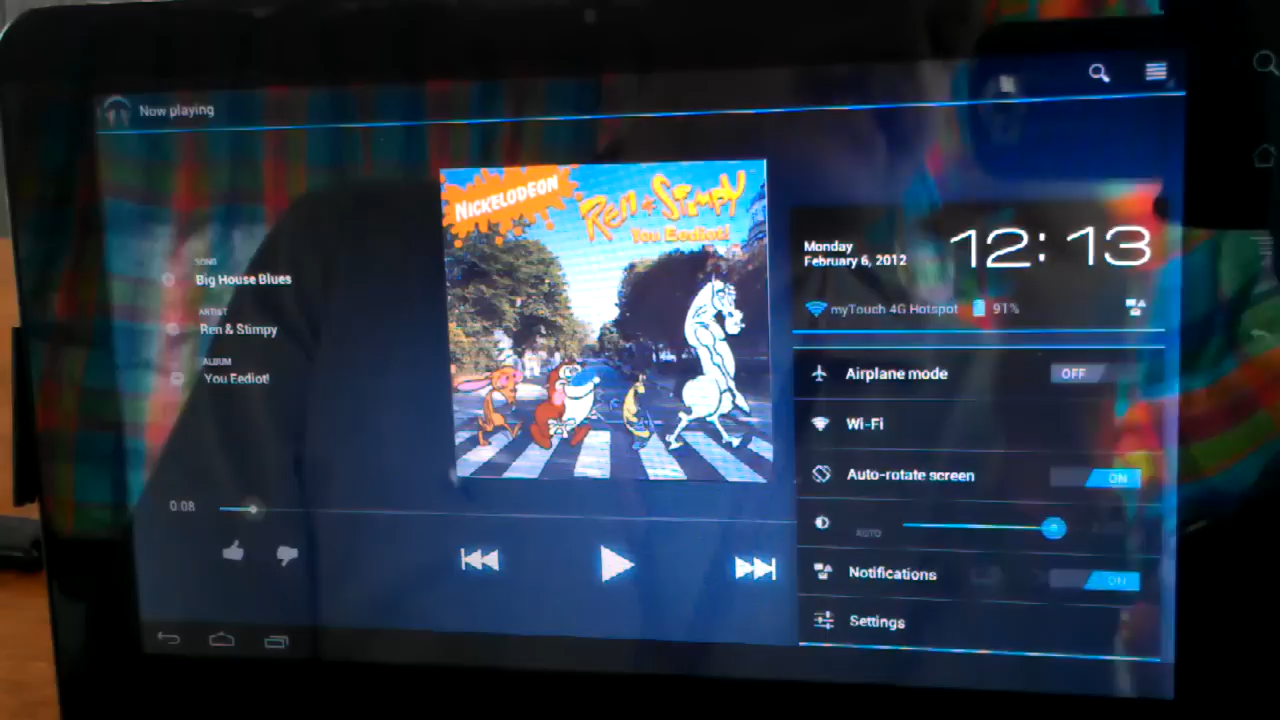 Now playing
NICKELODEON
Ren + Stimpy
You Eediot!
SONG
Big House Blues
ARTIST
Ren & Stimpy
ALBUM
You Eediot!
0:08
Monday
February 6, 2012
12:13
myTouch 4G Hotspot 91%
Airplane mode OFF
Wi-Fi
Auto-rotate screen ON
AUTO
Notifications ON
Settings